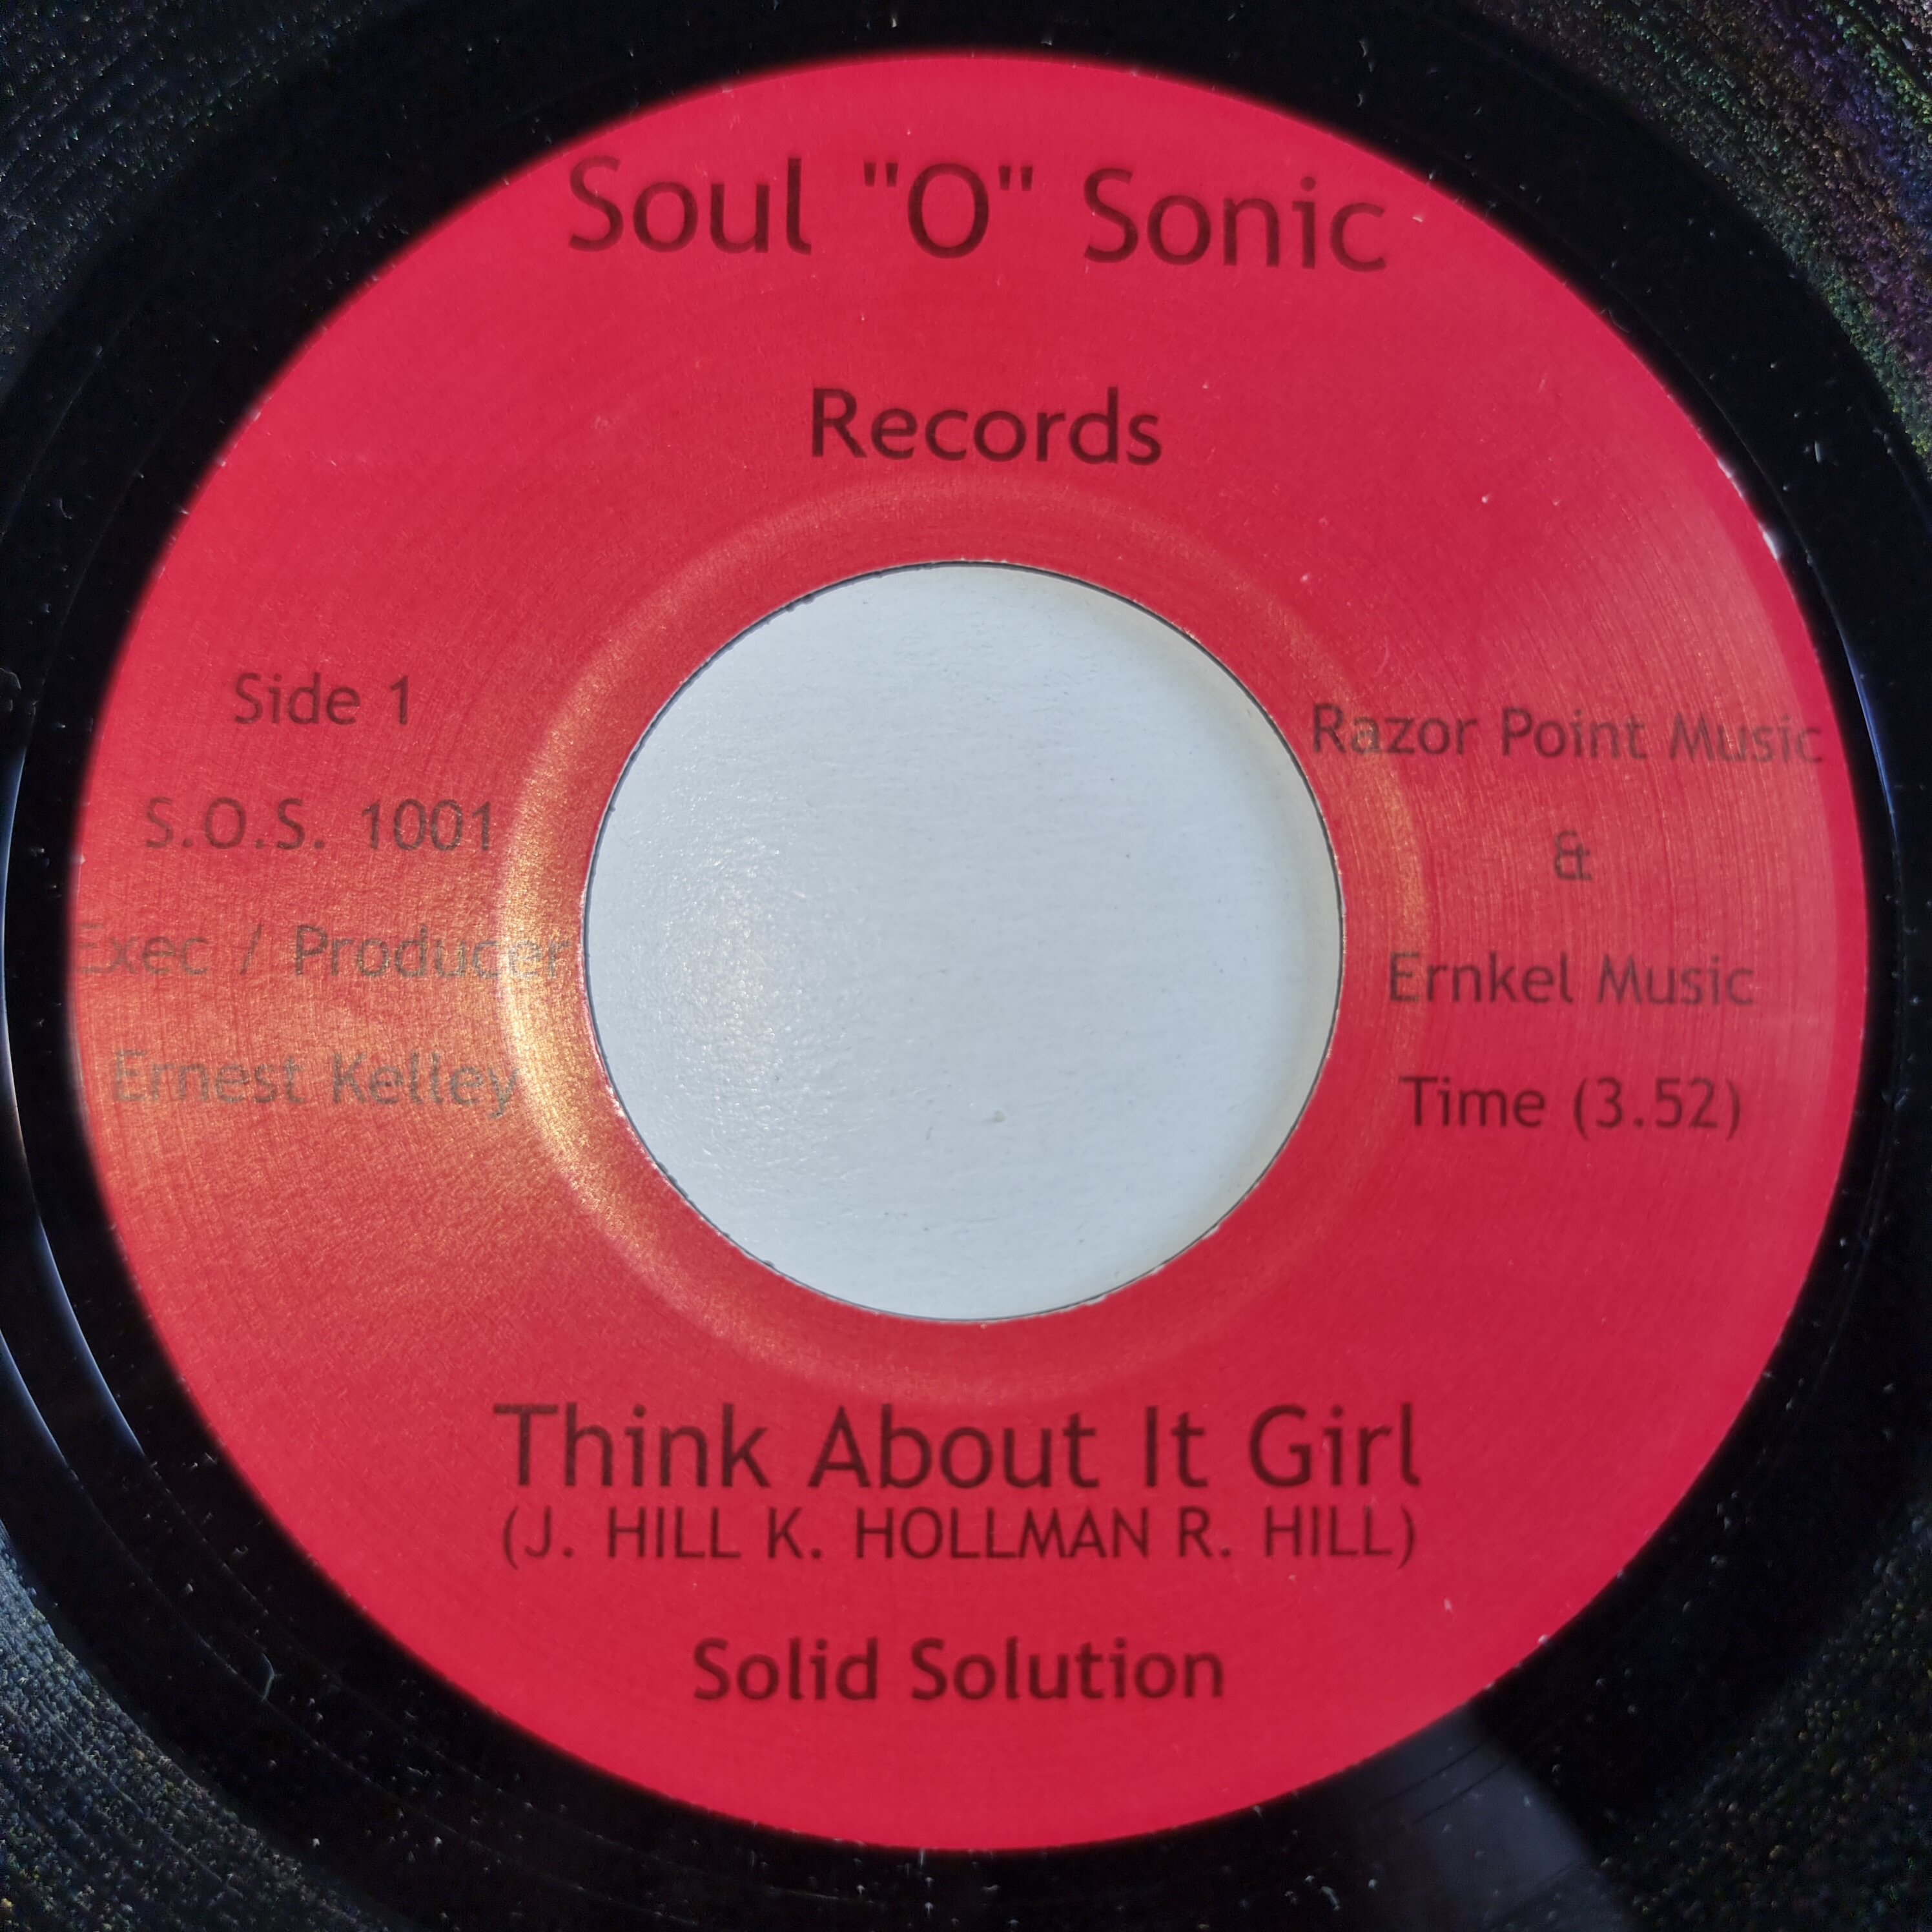 Soul "O" Sonic
Records
Side 1
S.O.S. 1001
Exec / Producer
Ernest Kelley
Razor Point Music
&
Ernkel Music
Time (3.52)
Think About It Girl
(J. HILL K. HOLLMAN R. HILL)
Solid Solution